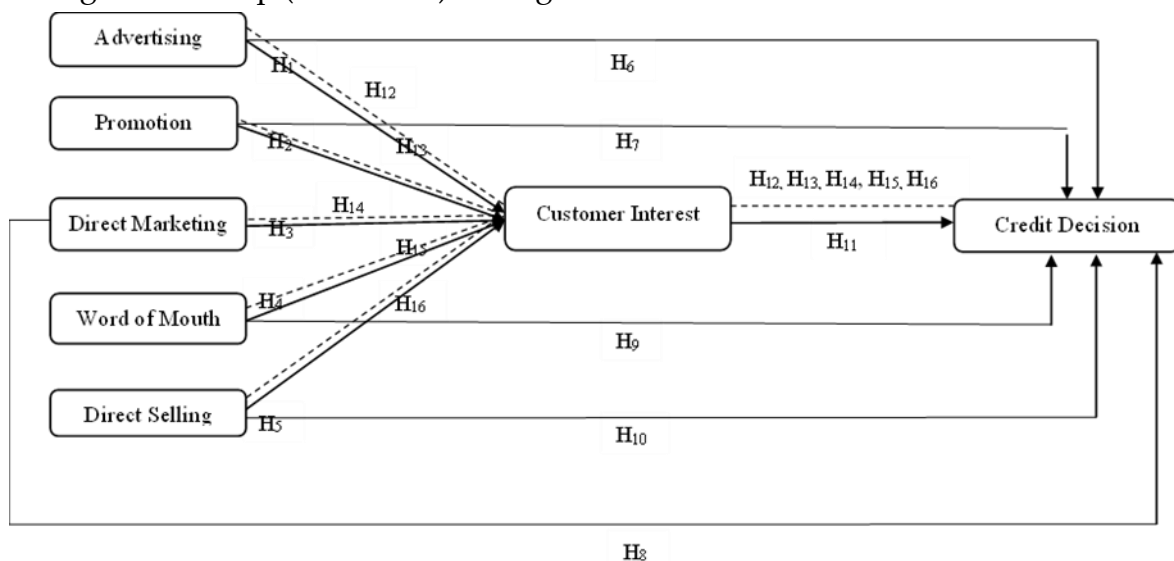 Advertising
H1
H6
H12
Promotion
H2
H13
H7
H12, H13, H14, H15, H16
Direct Marketing
H14
H3
Customer Interest
Credit Decision
H11
H15
Word of Mouth
H4
H16
H9
Direct Selling
H5
H10
H8